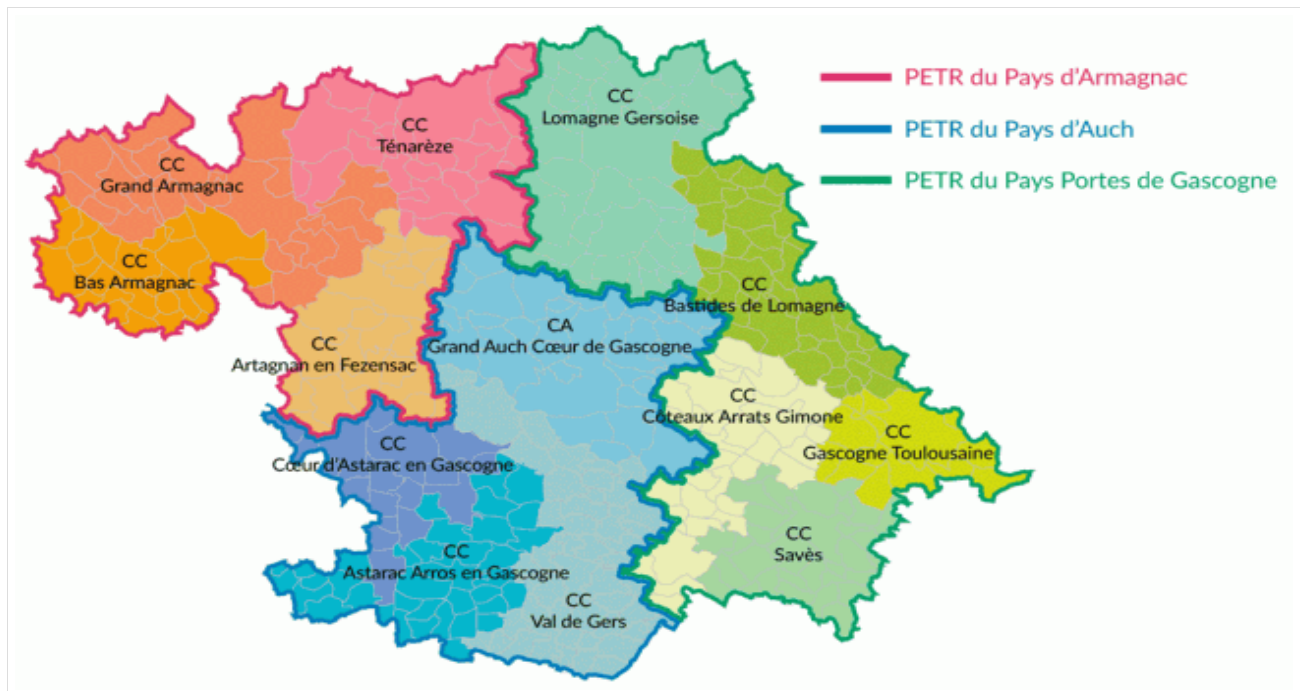 CC
Lomagne Gersoise
CC
Ténarèze
CC
Grand Armagnac
CC
Bas Armagnac
CC
Bastides de Lomagne
CA
Grand Auch Cœur de Gascogne
CC
Artagnan en Fezensac
CC
Côteaux Arrats Gimone
CC
Gascogne Toulousaine
CC
Cœur d'Astarac en Gascogne
CC
Savès
CC
Astarac Arros en Gascogne
CC
Val de Gers
PETR du Pays d'Armagnac
PETR du Pays d'Auch
PETR du Pays Portes de Gascogne